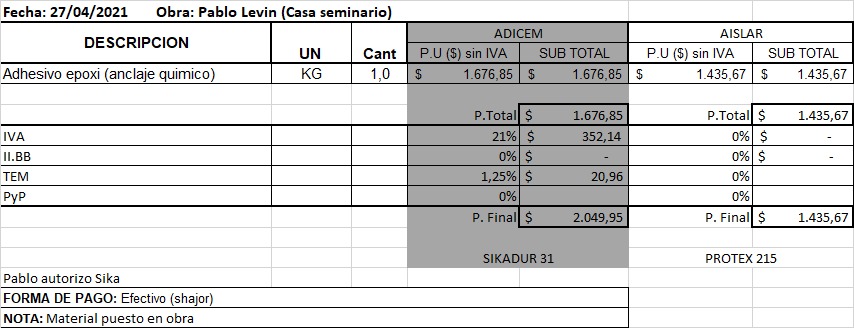 Fecha: 27/04/2021 Obra: Pablo Levin (Casa seminario)
ADICEM AISLAR
DESCRIPCION UN Cant P.U ($) sin IVA SUB TOTAL P.U ($) sin IVA SUB TOTAL
Adhesivo epoxi (anclaje quimico) KG 1,0 $ 1.676,85 $ 1.676,85 $ 1.435,67 $ 1.435,67
P.Total $ 1.676,85 P.Total $ 1.435,67
IVA 21% $ 352,14 0% $ -
II.BB 0% $ - 0% $ -
TEM 1,25% $ 20,96 0%
PyP 0% 0%
P. Final $ 2.049,95 P. Final $ 1.435,67
SIKADUR 31 PROTEX 215
Pablo autorizo Sika
FORMA DE PAGO: Efectivo (shajor)
NOTA: Material puesto en obra